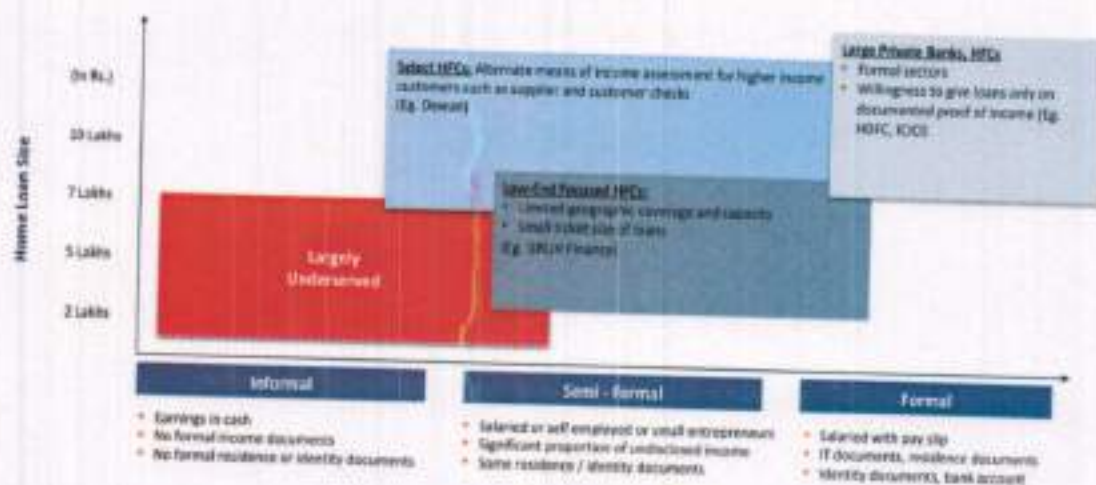 Home Loan Size
(In Rs.)
10 Lakhs
7 Lakhs
5 Lakhs
2 Lakhs
Select HFCs: Alternate means of income assessment for higher income
customers such as supplier and customer checks
(Eg. Dewan)
Large Private Banks, HFCs
• Formal sectors
• Willingness to give loans only on
documented proof of income (Eg.
HDFC, ICICI)
Low-End Focused HFCs:
• Limited geographic coverage and capacity
• Small ticket size of loans
(Eg. Finance)
Largely
Underserved
Informal
• Earnings in cash
• No formal income documents
• No formal residence or identity documents
Semi - formal
• Salaried or self employed or small entrepreneurs
• Significant proportion of undisclosed income
• Some residence / identity documents
Formal
• Salaried with pay slip
• IT documents, residence documents
• Identity documents, bank account